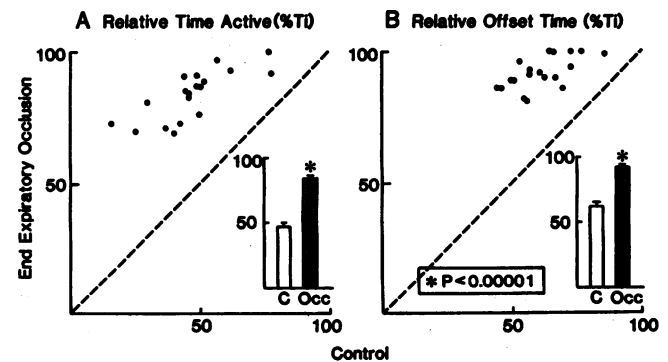 A Relative Time Active (%Ti)
B Relative Offset Time (%Ti)
End Expiratory Occlusion
100
50
50
100
100
50
*
C Occ
100
50
50
100
100
50
*
C Occ
* P<0.00001
Control